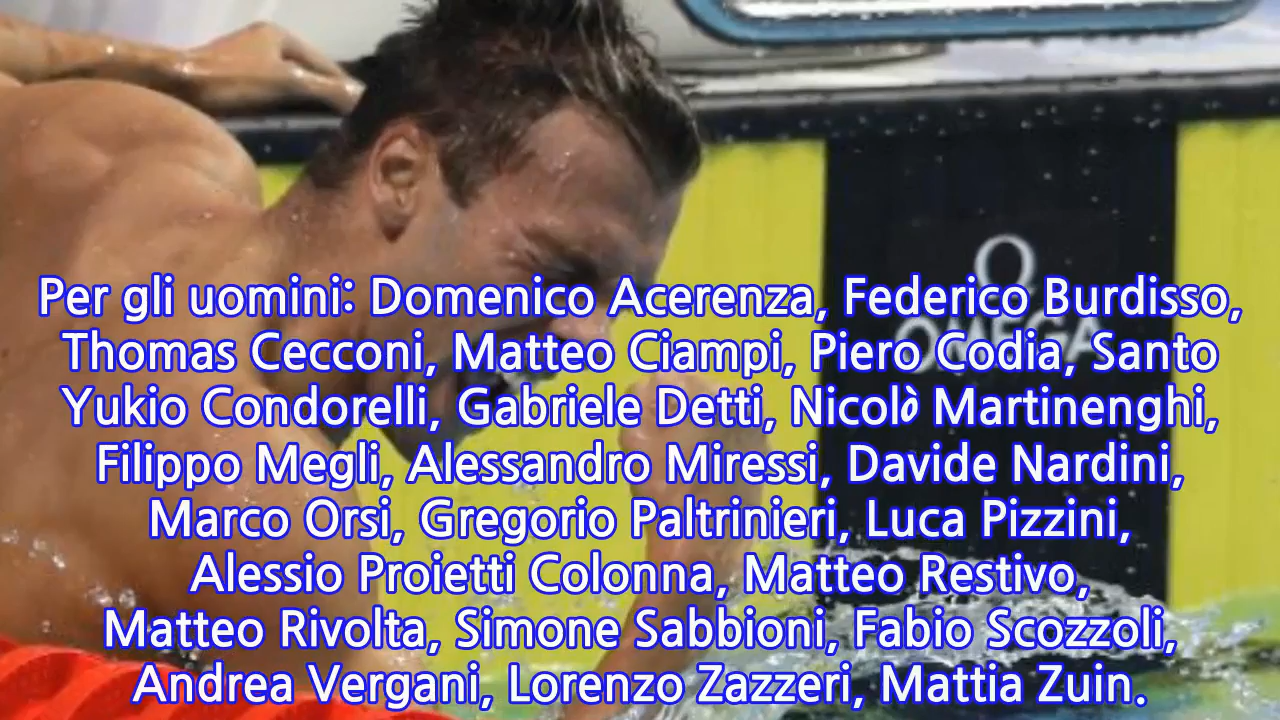 Ω
OMEGA
Per gli uomini: Domenico Acerenza, Federico Burdisso,
Thomas Cecconi, Matteo Ciampi, Piero Codia, Santo
Yukio Condorelli, Gabriele Detti, Nicolò Martinenghi,
Filippo Megli, Alessandro Miressi, Davide Nardini,
Marco Orsi, Gregorio Paltrinieri, Luca Pizzini,
Alessio Proietti Colonna, Matteo Restivo,
Matteo Rivolta, Simone Sabbioni, Fabio Scozzoli,
Andrea Vergani, Lorenzo Zazzeri, Mattia Zuin.